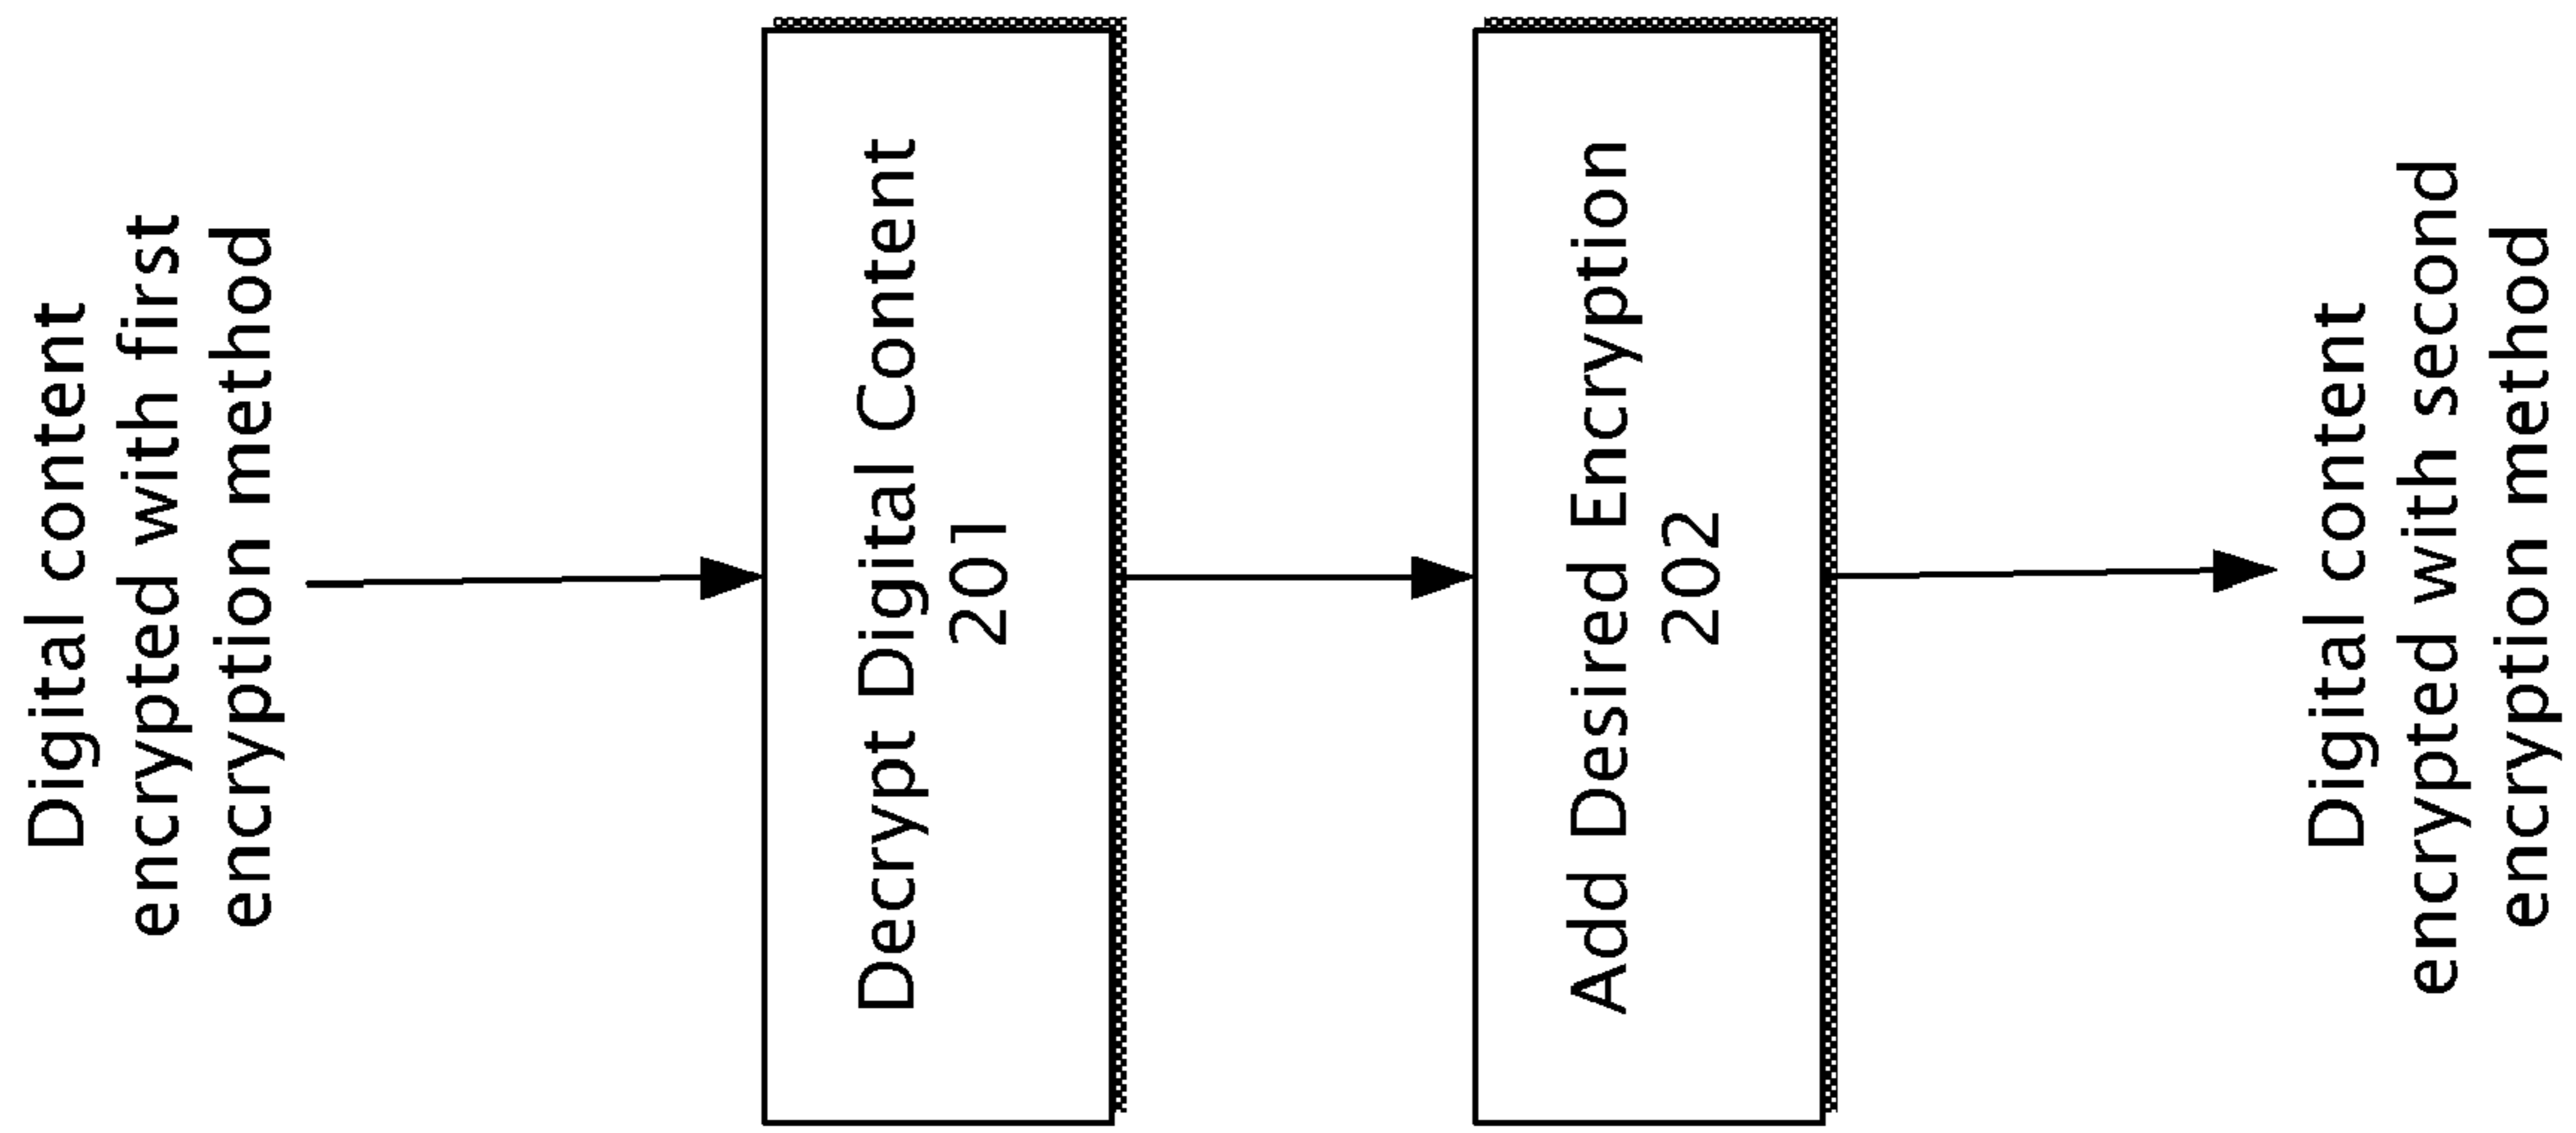 Digital content
encrypted with first
encryption method
Decrypt Digital Content
201
Add Desired Encryption
202
Digital content
encrypted with second
encryption method